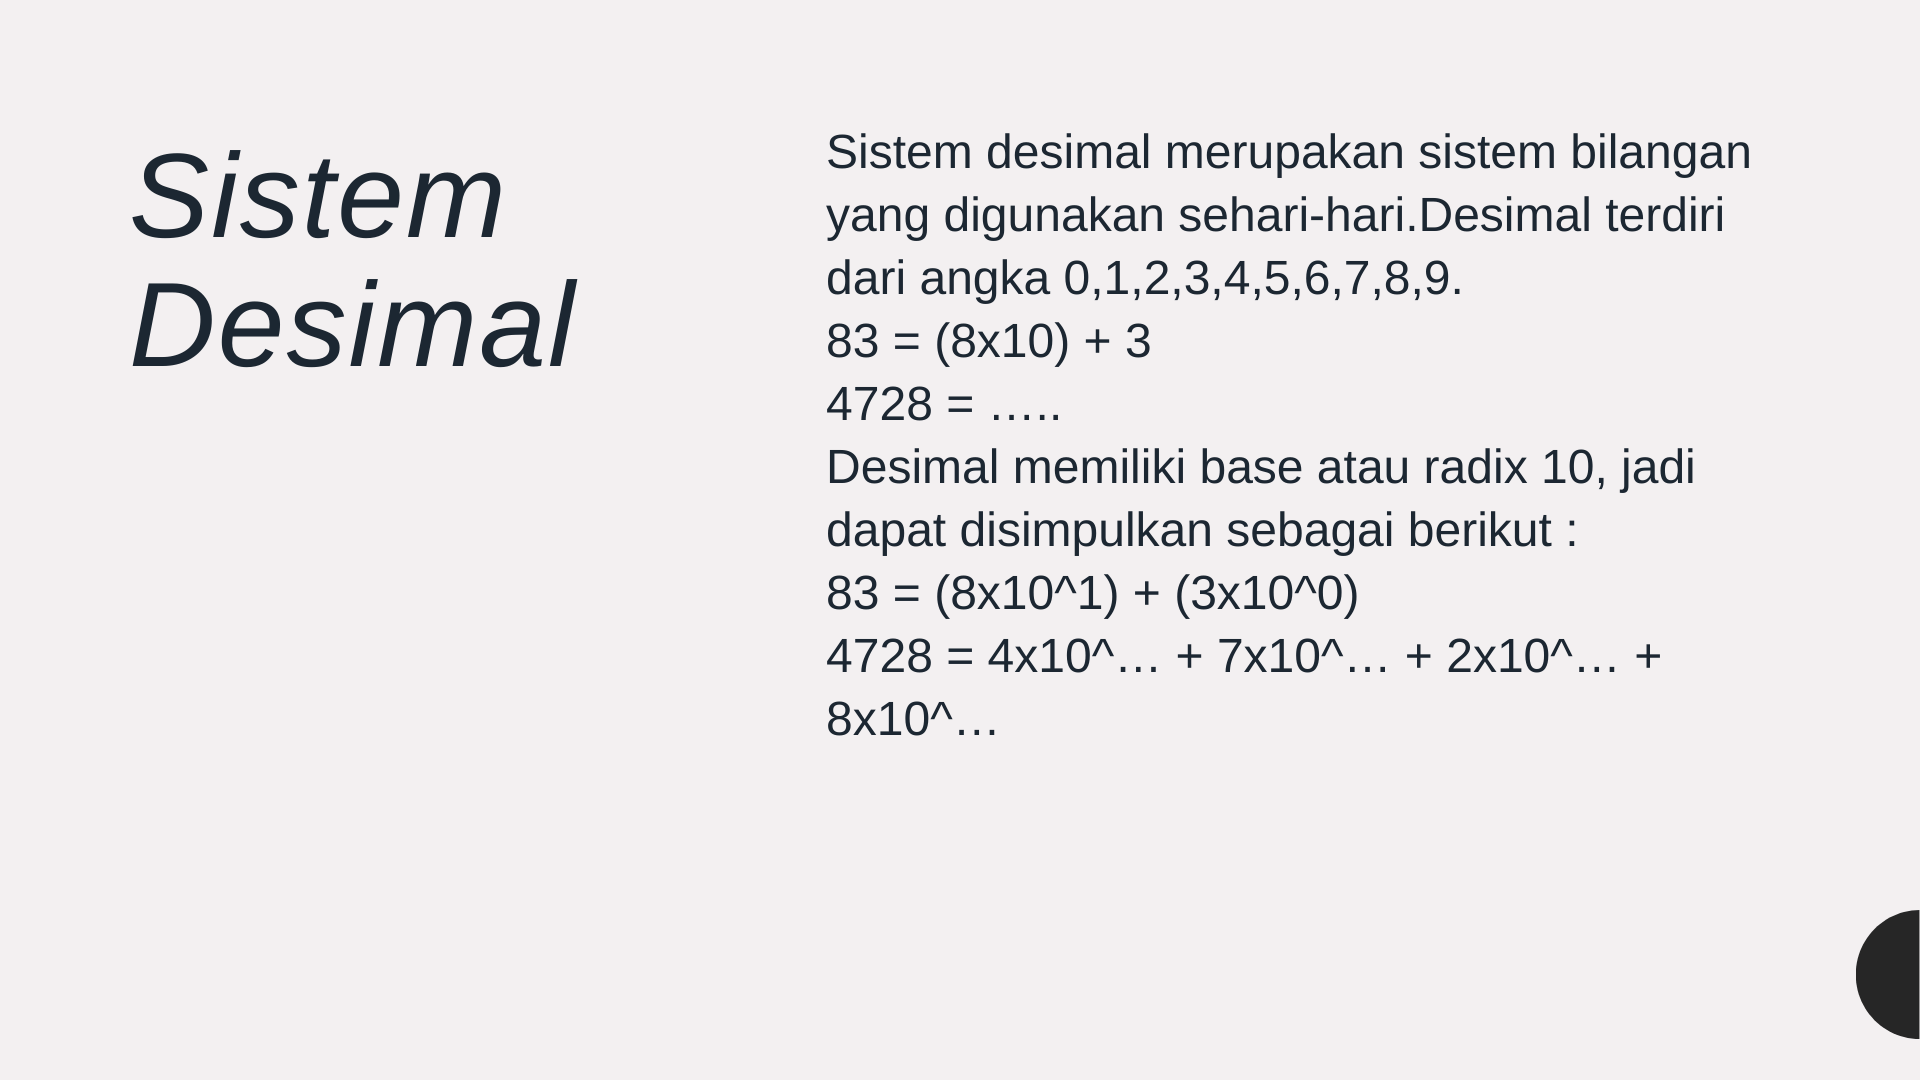 Sistem
Desimal
Sistem desimal merupakan sistem bilangan
yang digunakan sehari-hari.Desimal terdiri
dari angka 0,1,2,3,4,5,6,7,8,9.
83 = (8x10) + 3
4728 = …..
Desimal memiliki base atau radix 10, jadi
dapat disimpulkan sebagai berikut :
83 = (8x10^1) + (3x10^0)
4728 = 4x10^… + 7x10^… + 2x10^… +
8x10^…